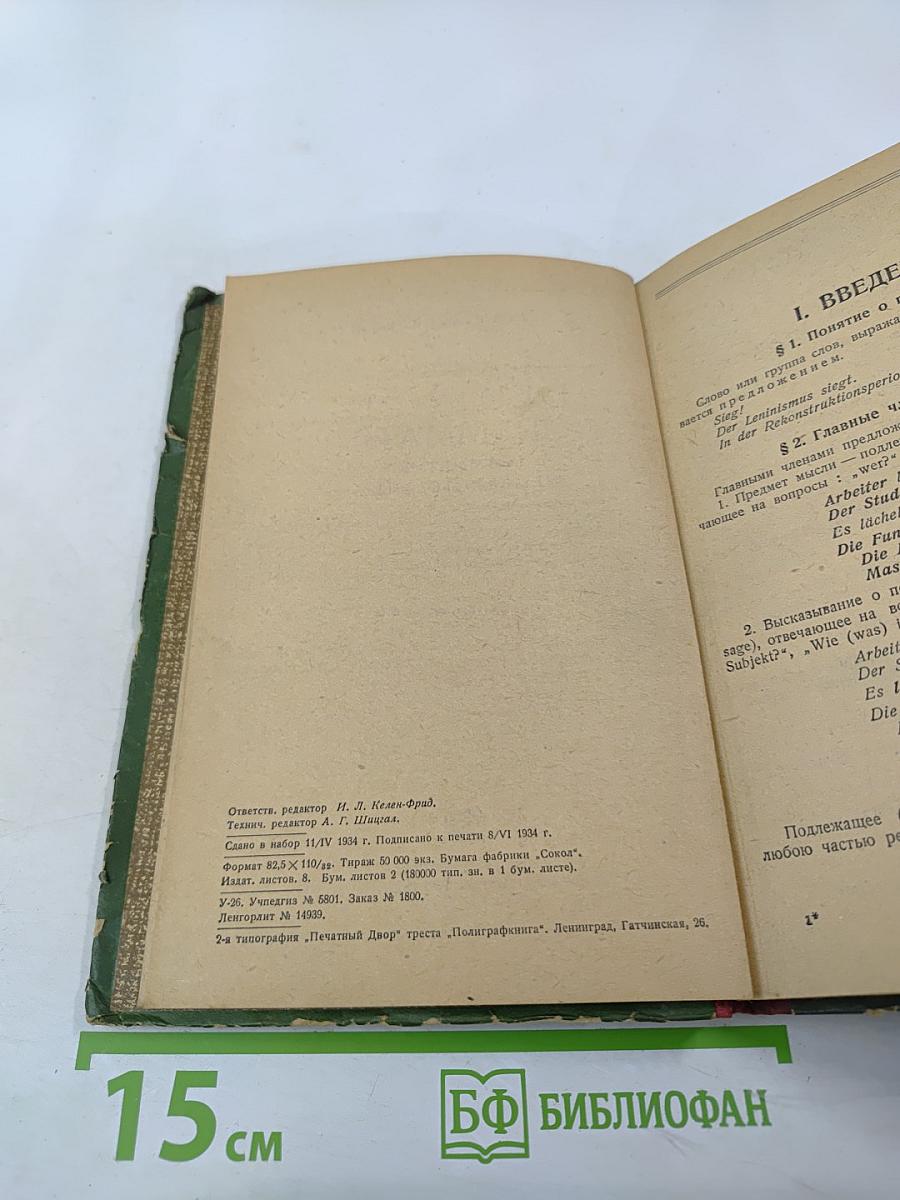 Ответств. редактор И. Л. Келен-Фрид.
Технич. редактор А. Г. Шицгал.
Сдано в набор 11/IV 1934 г. Подписано к печати 8/VI 1934 г.
Формат 82,5 × 110/32. Тираж 50 000 экз. Бумага фабрики „Сокол“.
Издат. листов. 8. Бум. листов 2 (180000 тип. зн. в 1 бум. листе).
У-26. Учпедгиз № 5801. Заказ № 1800.
Ленгорлит № 14939.
2-я типография „Печатный Двор“ треста „Полиграфкнига“. Ленинград, Гатчинская, 26.
I. ВВЕДЕ
§ 1. Понятие о п
Слово или группа слов, выража
вается предложением.
Sieg!
Der Leninismus siegt.
In der Rekonstruktionsperio
§ 2. Главные ч
Главными членами предлож
1. Предмет мысли — подле
чающее на вопросы : „wer?“
Arbeiter
Der Stud
Es lächel
Die Fun
Die
Mas
2. Высказывание о п
sage), отвечающее на во
Subjekt?“, „Wie (was) i
Arbeit
Der S
Es l
Die
Подлежащее (
любою частью ре
1*
15 см
БФ БИБЛИОФАН